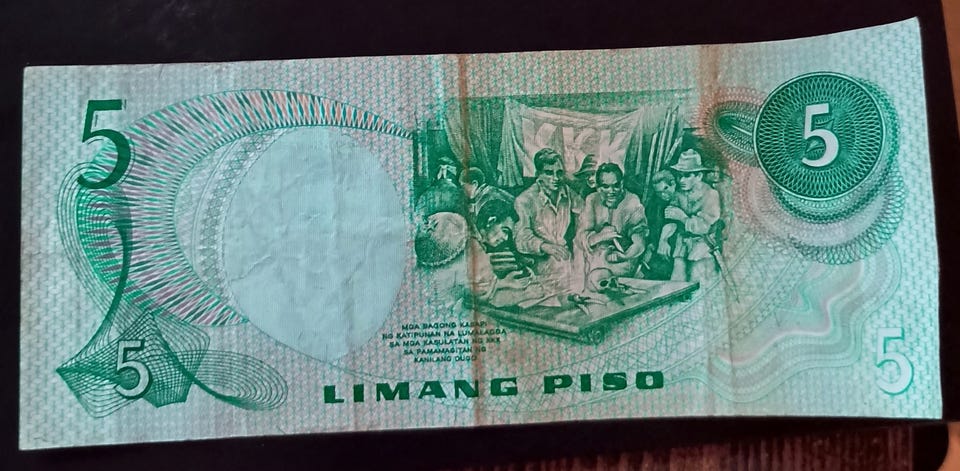 5
KKK
5
MGA BAGONG KASAPI
NG KATIPUNAN NA LUMALAGDA
SA MGA KASULATAN NG KKK
SA PAMAMAGITAN NG
KANILANG DUGO
5
LIMANG PISO
5